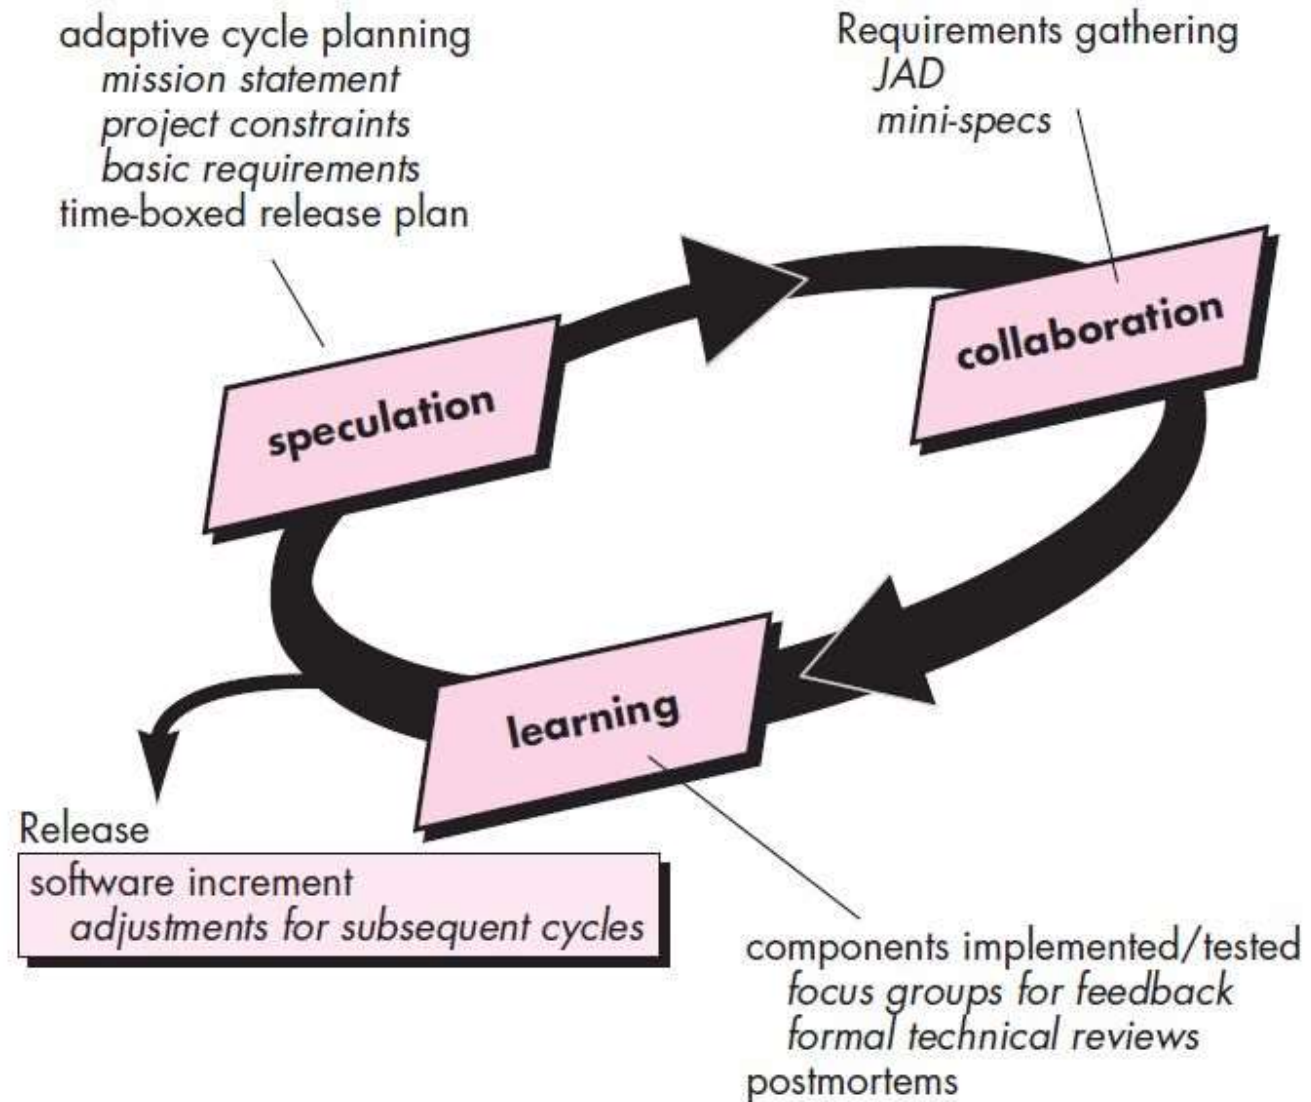 adaptive cycle planning
mission statement
project constraints
basic requirements
time-boxed release plan
Requirements gathering
JAD
mini-specs
speculation
collaboration
learning
Release
software increment
adjustments for subsequent cycles
components implemented/tested
focus groups for feedback
formal technical reviews
postmortems